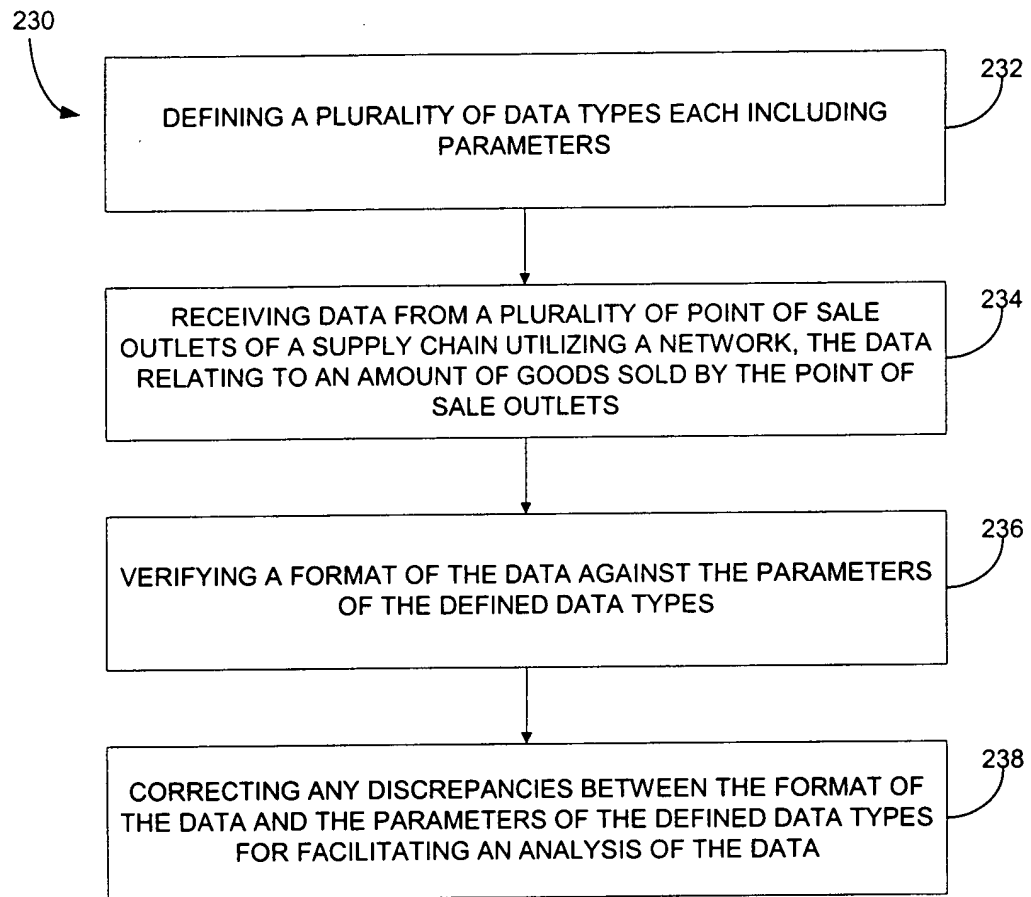 230
232
DEFINING A PLURALITY OF DATA TYPES EACH INCLUDING
PARAMETERS
234
RECEIVING DATA FROM A PLURALITY OF POINT OF SALE
OUTLETS OF A SUPPLY CHAIN UTILIZING A NETWORK, THE DATA
RELATING TO AN AMOUNT OF GOODS SOLD BY THE POINT OF
SALE OUTLETS
236
VERIFYING A FORMAT OF THE DATA AGAINST THE PARAMETERS
OF THE DEFINED DATA TYPES
238
CORRECTING ANY DISCREPANCIES BETWEEN THE FORMAT OF
THE DATA AND THE PARAMETERS OF THE DEFINED DATA TYPES
FOR FACILITATING AN ANALYSIS OF THE DATA